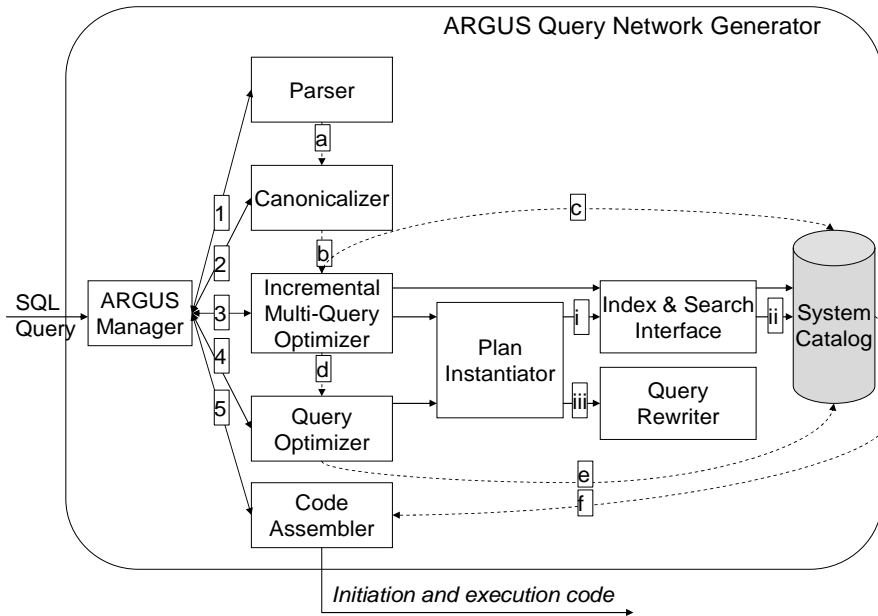 ARGUS Query Network Generator
Parser
a
Canonicalizer
1
c
2
b
SQL
Query
ARGUS
Manager
3
Incremental
Multi-Query
Optimizer
i
Index & Search
Interface
ii
System
Catalog
Plan
Instantiator
4
d
iii
Query
Rewriter
5
Query
Optimizer
e
f
Code
Assembler
Initiation and execution code